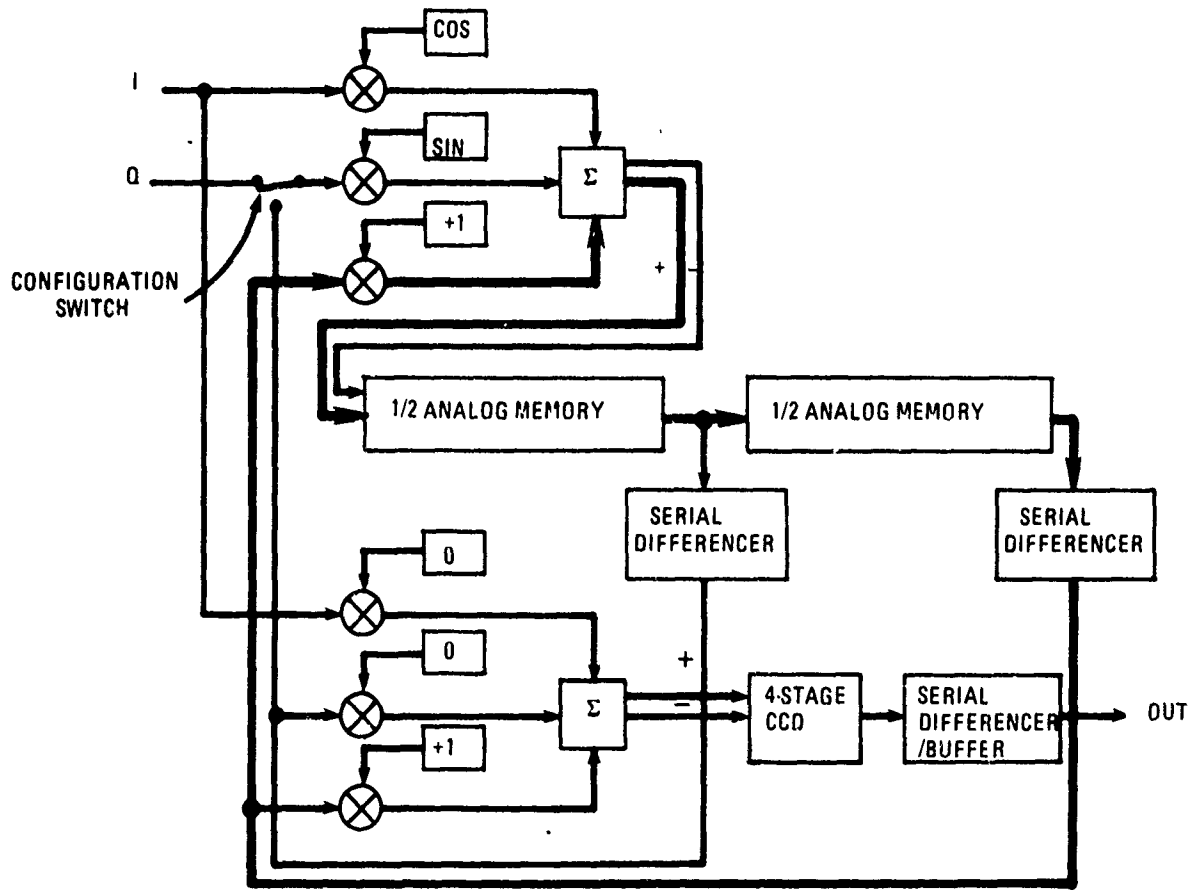 COS
I
SIN
Q
+1
CONFIGURATION
SWITCH
Σ
+ −
1/2 ANALOG MEMORY
1/2 ANALOG MEMORY
SERIAL
DIFFERENCER
SERIAL
DIFFERENCER
0
0
+1
Σ
+
−
4-STAGE
CCD
SERIAL
DIFFERENCER
/BUFFER
OUT